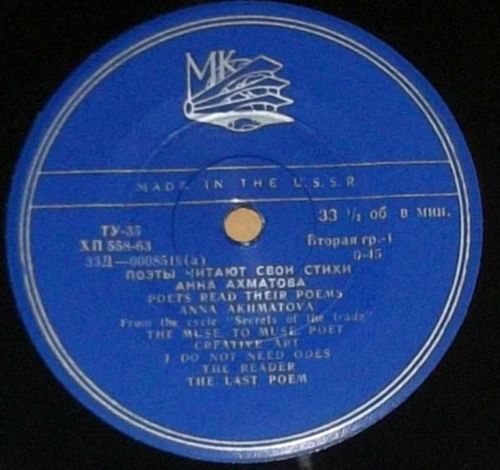 МК
MADE IN THE U.S.S.R
33 1/3 об в мин.
ТУ-35
ХП 558-63
Вторая гр.-1
0-45
33Д-0008518(а)
ПОЭТЫ ЧИТАЮТ СВОИ СТИХИ
АННА АХМАТОВА
POETS READ THEIR POEMS
ANNA AKHMATOVA
From the cycle "Secrets of the trade"
THE MUSE TO MUSE POET
CREATIVE ART
I DO NOT NEED ODES
THE READER
THE LAST POEM